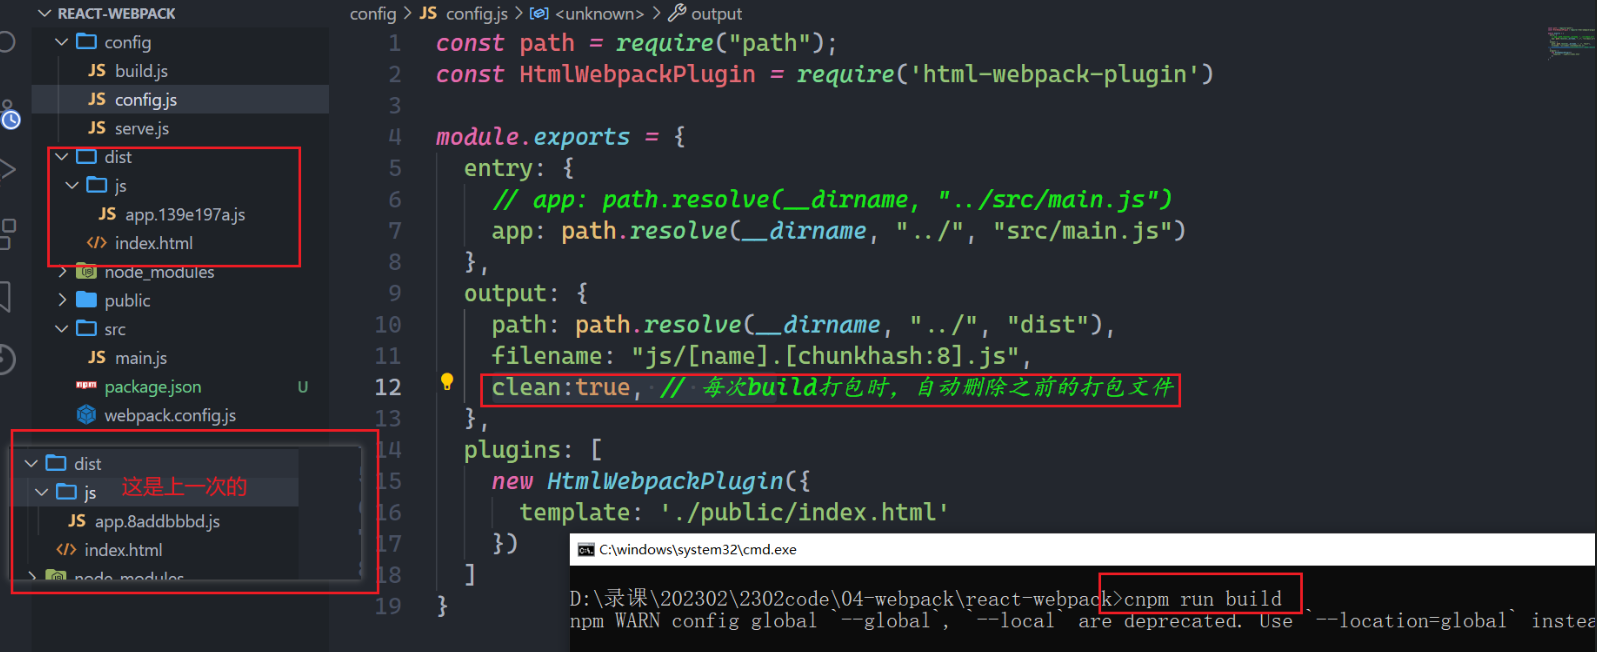 REACT-WEBPACK
config
JS build.js
JS config.js
JS serve.js
dist
js
JS app.139e197a.js
</> index.html
node_modules
public
src
JS main.js
npm package.json U
webpack.config.js
dist
js 这是上一次的
JS app.8addbbbd.js
</> index.html
node_modules
config > JS config.js > <unknown> > output
1 const path = require("path");
2 const HtmlWebpackPlugin = require('html-webpack-plugin')
3
4 module.exports = {
5 entry: {
6 // app: path.resolve(__dirname, "../src/main.js")
7 app: path.resolve(__dirname, "../", "src/main.js")
8 },
9 output: {
10 path: path.resolve(__dirname, "../", "dist"),
11 filename: "js/[name].[chunkhash:8].js",
12 clean:true, // 每次build打包时, 自动删除之前的打包文件
13 },
14 plugins: [
15 new HtmlWebpackPlugin({
16 template: './public/index.html'
17 })
18 ]
19 }
C:\windows\system32\cmd.exe
D:\录课\202302\2302code\04-webpack\react-webpack>cnpm run build
npm WARN config global `--global`, `--local` are deprecated. Use `--location=global` instea